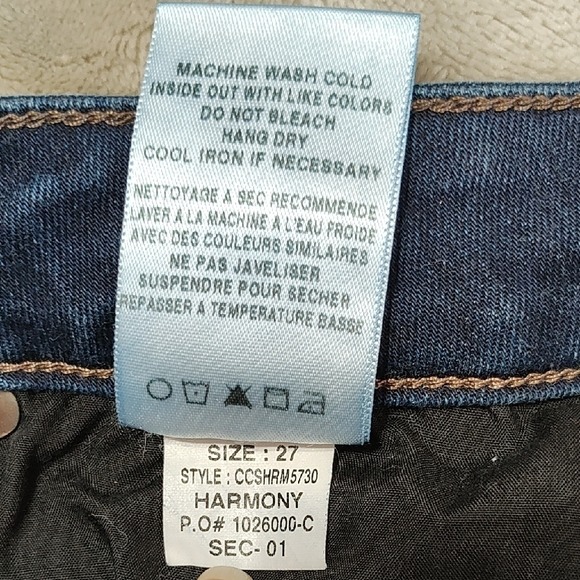 MACHINE WASH COLD
INSIDE OUT WITH LIKE COLORS
DO NOT BLEACH
HANG DRY
COOL IRON IF NECESSARY
NETTOYAGE A SEC RECOMMENDE
LAVER A LA MACHINE A L'EAU FROIDE
AVEC DES COULEURS SIMILAIRES
NE PAS JAVELISER
SUSPENDRE POUR SECHER
REPASSER A TEMPERATURE BASSE
SIZE : 27
STYLE : CCSHRM5730
HARMONY
P.O# 1026000-C
SEC- 01